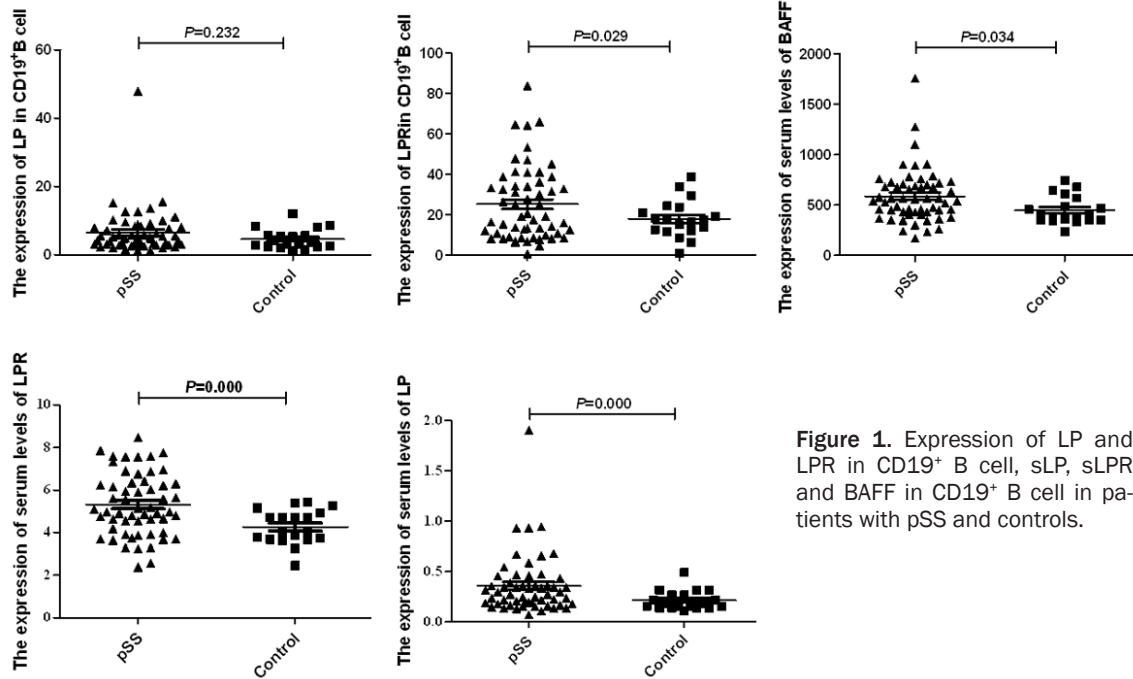 P=0.232
The expression of LP in CD19+B cell
60
40
20
0
pSS
Control
P=0.029
The expression of LPRin CD19+B cell
100
80
60
40
20
0
pSS
Control
P=0.034
The expression of serum levels of BAFF
2000
1500
1000
500
0
pSS
Control
P=0.000
The expression of serum levels of LPR
10
8
6
4
2
0
pSS
Control
P=0.000
The expression of serum levels of LP
2.0
1.5
1.0
0.5
0.0
pSS
Control
Figure 1. Expression of LP and
LPR in CD19+ B cell, sLP, sLPR
and BAFF in CD19+ B cell in pa-
tients with pSS and controls.